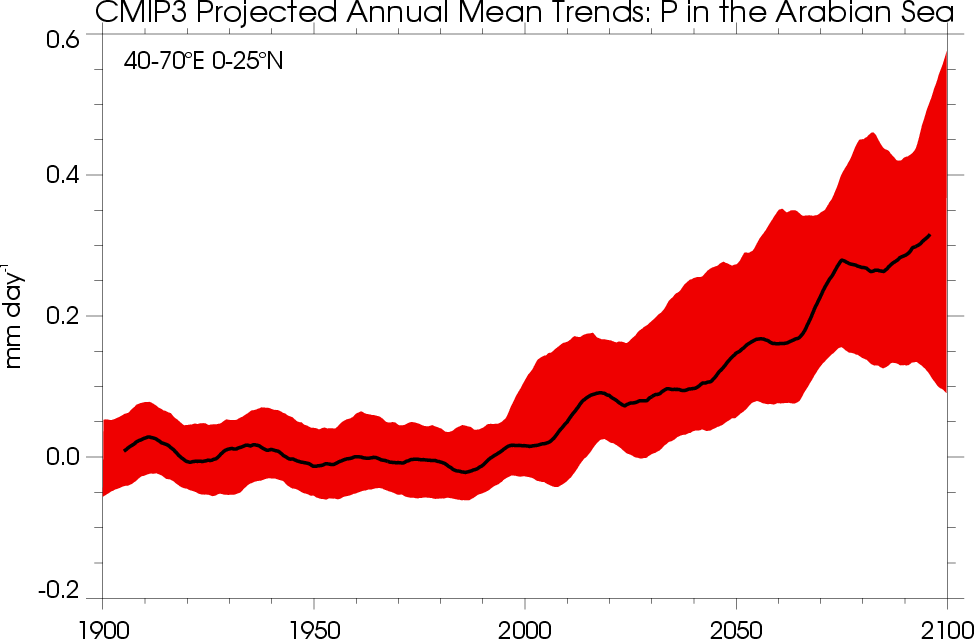 CMIP3 Projected Annual Mean Trends: P in the Arabian Sea
40-70°E 0-25°N
0.6
0.4
0.2
0.0
-0.2
mm day⁻¹
1900 1950 2000 2050 2100